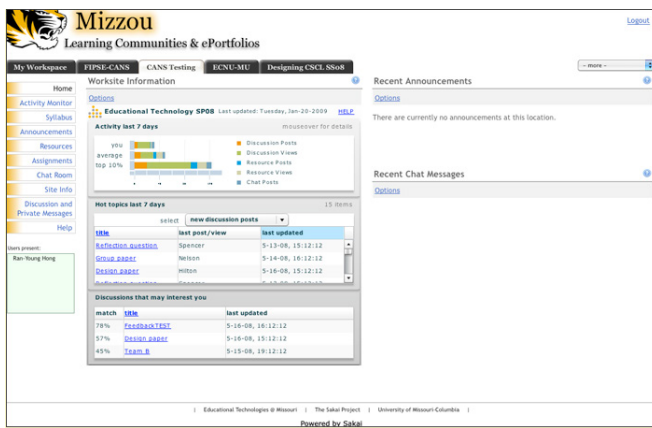 Mizzou
Logout
Learning Communities & ePortfolios
My Workspace FIPSE-CANS CANS Testing ECNU-MU Designing CSCL SS08
- more -
Home
Activity Monitor
Syllabus
Announcements
Resources
Assignments
Chat Room
Site Info
Discussion and
Private Messages
Help
Users present:
Ran-Young Hong
Worksite Information
Options
Educational Technology SP08 Last updated: Tuesday, Jan-20-2009 HELP
Activity last 7 days mouseover for details
you
average
top 10%
Discussion Posts
Discussion Views
Resource Posts
Resource Views
Chat Posts
Hot topics last 7 days 15 items
select new discussion posts
title last post/view last updated
Reflection question Spencer 5-13-08, 15:12:12
Group paper Nelson 5-14-08, 16:12:12
Design paper Hilton 5-16-08, 15:12:12
Discussions that may interest you
match title last updated
78% FeedbackTEST 5-16-08, 16:12:12
57% Design paper 5-16-08, 15:12:12
45% Team B 5-15-08, 19:12:12
Recent Announcements
Options
There are currently no announcements at this location.
Recent Chat Messages
Options
| Educational Technologies @ Missouri | The Sakai Project | University of Missouri-Columbia |
Powered by Sakai